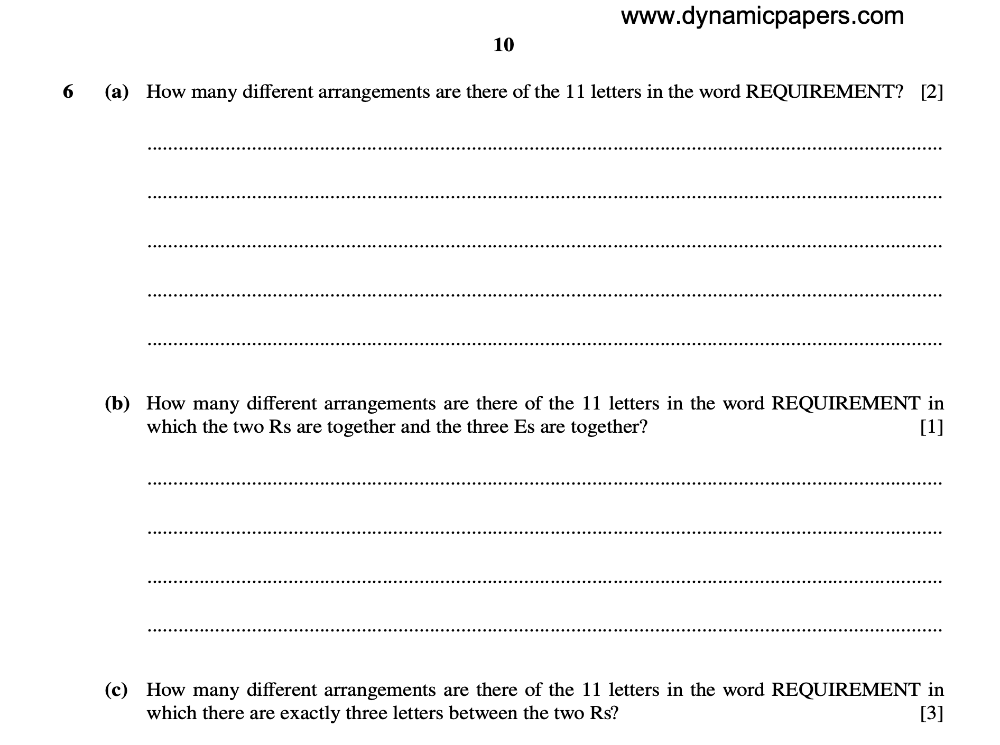 www.dynamicpapers.com
10
6 (a) How many different arrangements are there of the 11 letters in the word REQUIREMENT? [2]
(b) How many different arrangements are there of the 11 letters in the word REQUIREMENT in
which the two Rs are together and the three Es are together? [1]
(c) How many different arrangements are there of the 11 letters in the word REQUIREMENT in
which there are exactly three letters between the two Rs? [3]